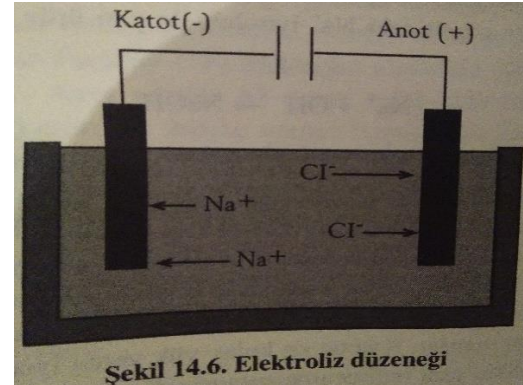 Katot(-)
Anot (+)
Cl-
Na+
Cl-
Na+
Şekil 14.6. Elektroliz düzeneği